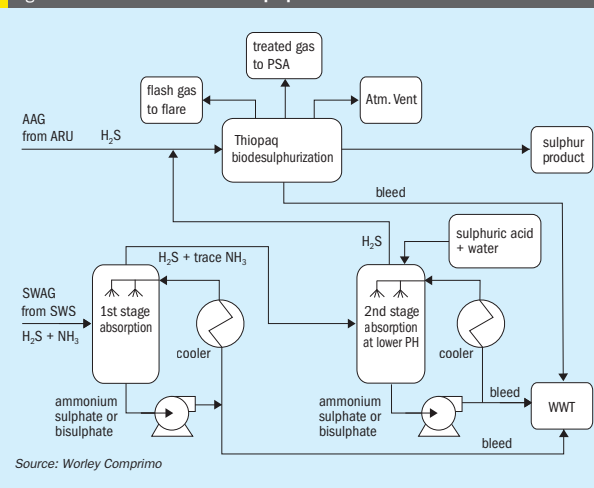 treated gas
to PSA
flash gas
to flare
Atm. Vent
AAG
from ARU
H₂S
Thiopaq
biodesulphurization
sulphur
product
bleed
sulphuric acid
+ water
H₂S
H₂S + trace NH₃
SWAG
from SWS
H₂S + NH₃
1st stage
absorption
2nd stage
absorption
at lower PH
cooler
cooler
ammonium
sulphate or
bisulphate
ammonium
sulphate or
bisulphate
bleed
WWT
bleed
Source: Worley Comprimo